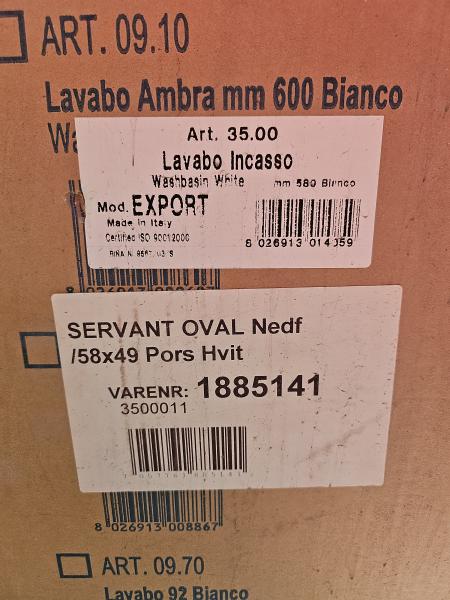 ART. 09.10
Lavabo Ambra mm 600 Bianco
Wa
Art. 35.00
Lavabo Incasso
Washbasin White mm 580 Bianco
Mod. EXPORT
Made in Italy
Certified ISO 9001:2000
8 026913 014059
SERVANT OVAL Nedf
/58x49 Pors Hvit
VARENR: 1885141
3500011
8 026913 008867
ART. 09.70
Lavabo 92 Bianco